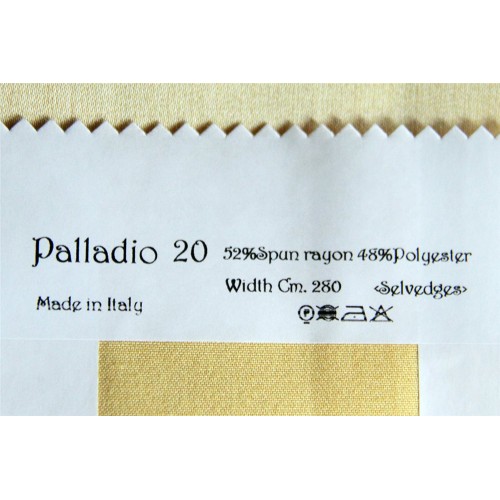 Palladio 20 52%Spun rayon 48%Polyester
Width Cm. 280 <Selvedges>
Made in Italy